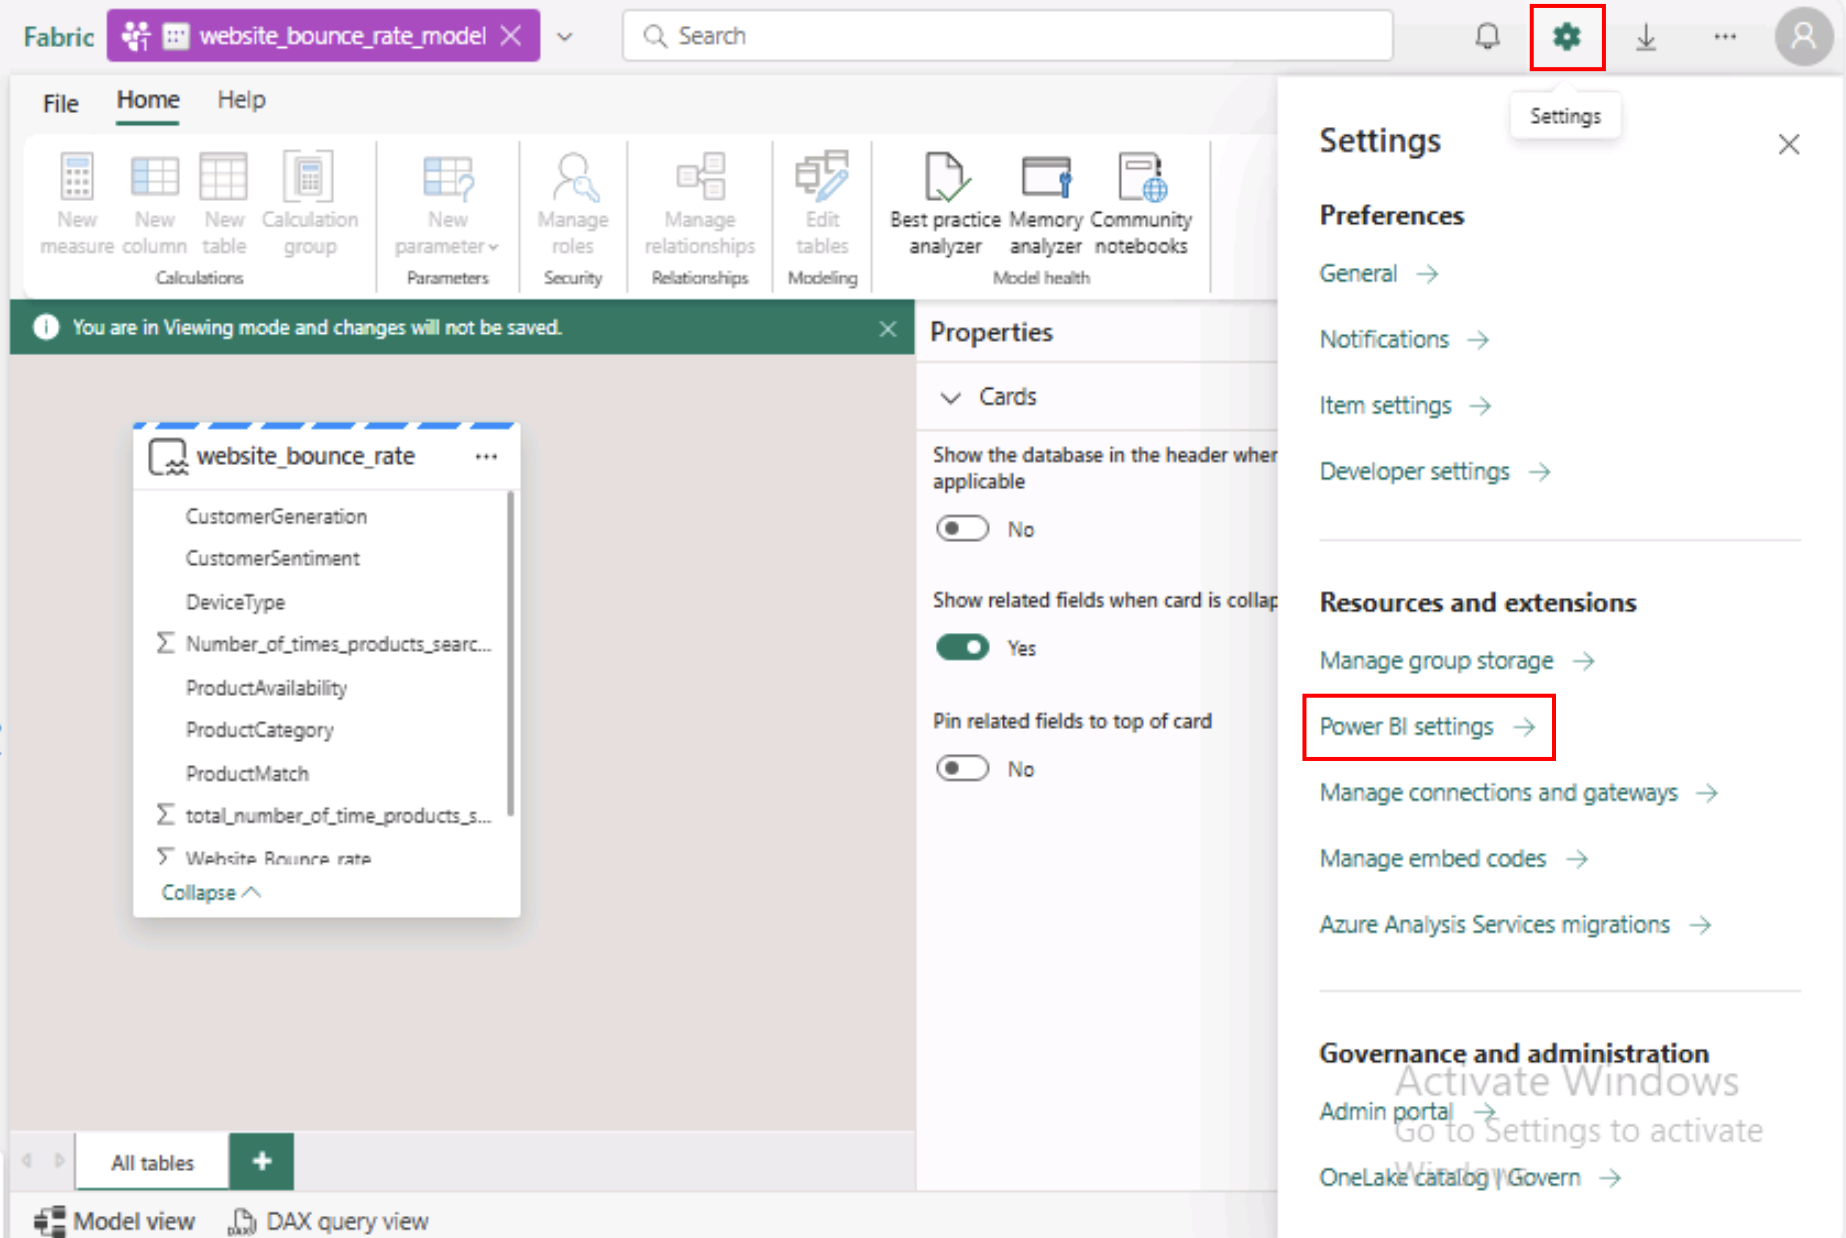 Fabric
website_bounce_rate_model
Search
File Home Help
Settings
New measure
New column
New table
Calculation group
Calculations
New parameter
Parameters
Manage roles
Security
Manage relationships
Relationships
Edit tables
Modeling
Best practice analyzer
Memory analyzer
Community notebooks
Model health
You are in Viewing mode and changes will not be saved.
website_bounce_rate
CustomerGeneration
CustomerSentiment
DeviceType
Number_of_times_products_searc...
ProductAvailability
ProductCategory
ProductMatch
total_number_of_time_products_s...
Website_Bounce_rate
Collapse
Properties
Cards
Show the database in the header when
applicable
No
Show related fields when card is collap
Yes
Pin related fields to top of card
No
All tables
Model view
DAX query view
Settings
Preferences
General
Notifications
Item settings
Developer settings
Resources and extensions
Manage group storage
Power BI settings
Manage connections and gateways
Manage embed codes
Azure Analysis Services migrations
Governance and administration
Admin portal
OneLake catalog | Govern
Activate Windows
Go to Settings to activate
Windows.